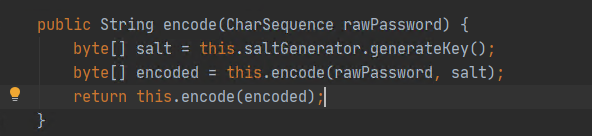 public String encode(CharSequence rawPassword) {
    byte[] salt = this.saltGenerator.generateKey();
    byte[] encoded = this.encode(rawPassword, salt);
    return this.encode(encoded);
}